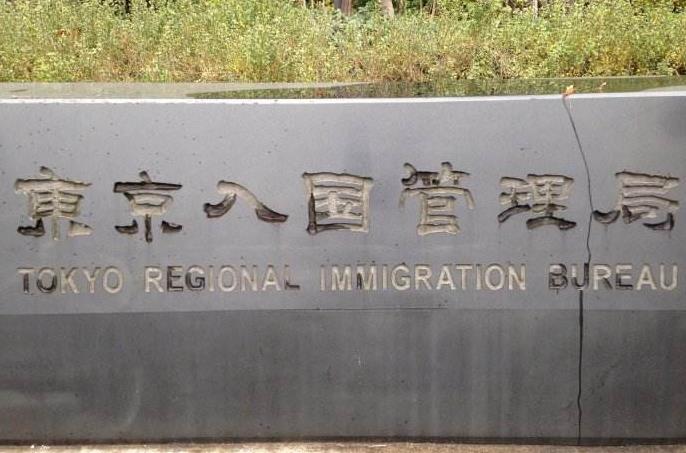 東京入国管理局
TOKYO REGIONAL IMMIGRATION BUREAU